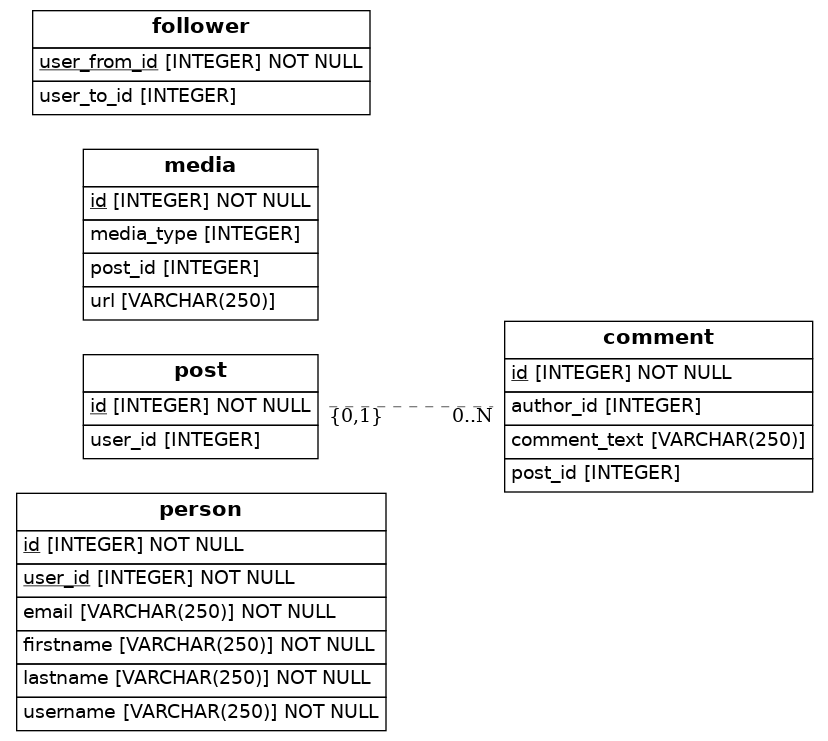 follower
user_from_id [INTEGER] NOT NULL
user_to_id [INTEGER]
media
id [INTEGER] NOT NULL
media_type [INTEGER]
post_id [INTEGER]
url [VARCHAR(250)]
post
id [INTEGER] NOT NULL
user_id [INTEGER]
{0,1}
0..N
comment
id [INTEGER] NOT NULL
author_id [INTEGER]
comment_text [VARCHAR(250)]
post_id [INTEGER]
person
id [INTEGER] NOT NULL
user_id [INTEGER] NOT NULL
email [VARCHAR(250)] NOT NULL
firstname [VARCHAR(250)] NOT NULL
lastname [VARCHAR(250)] NOT NULL
username [VARCHAR(250)] NOT NULL